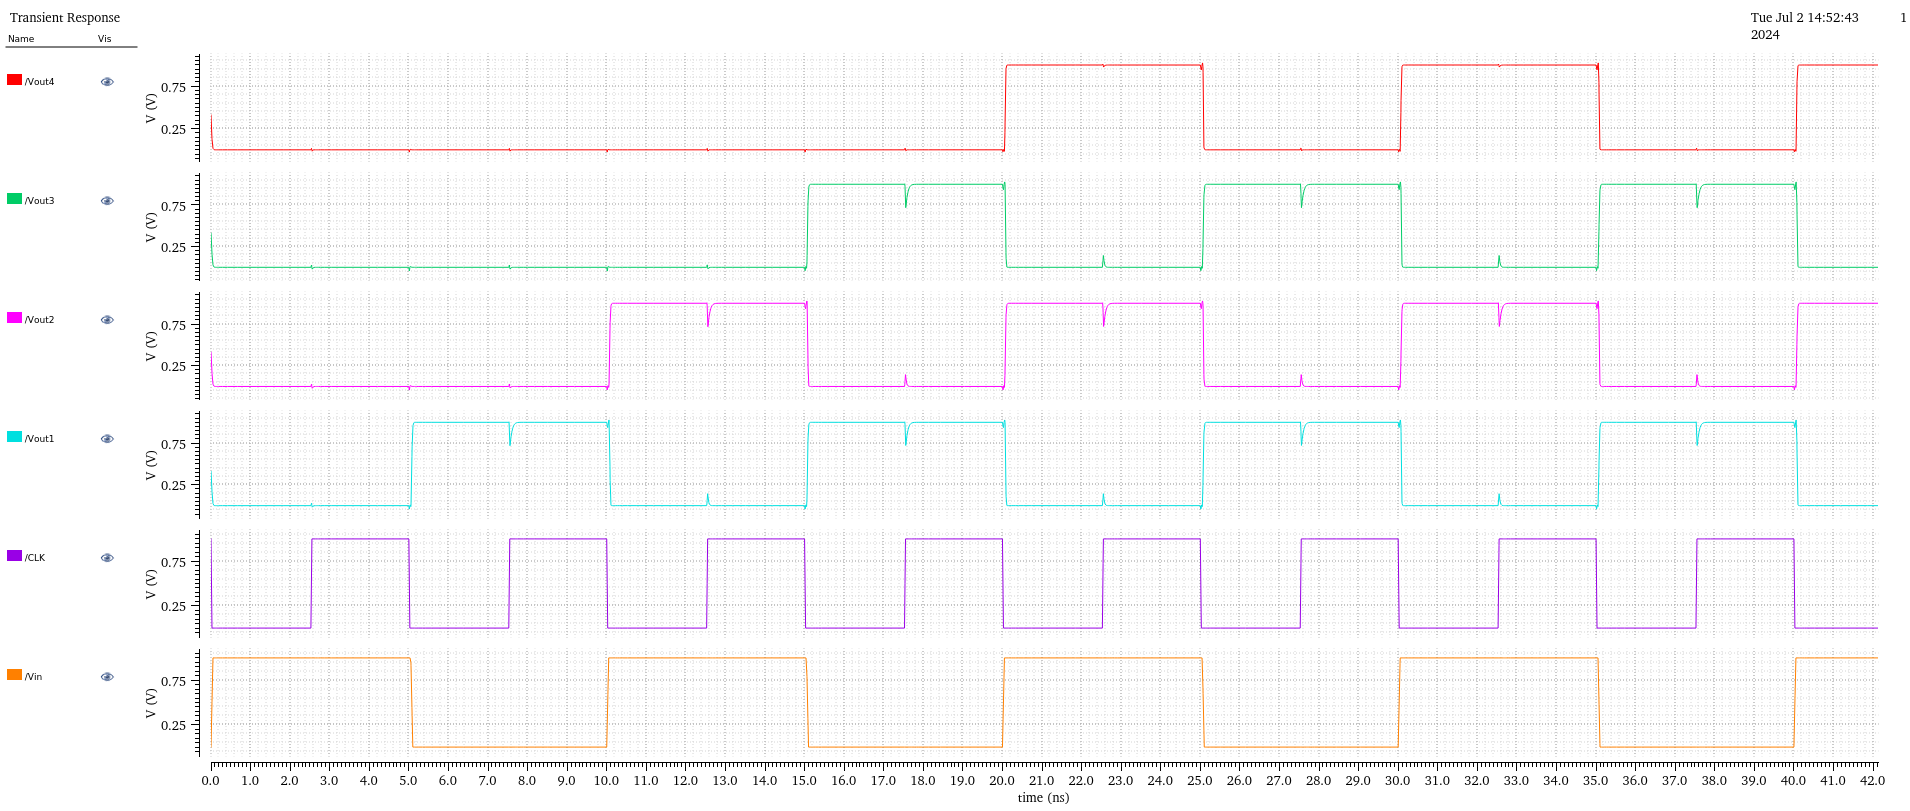 Transient Response
Tue Jul 2 14:52:43 1
2024
Name Vis
/Vout4
V (V)
0.75
0.25
/Vout3
V (V)
0.75
0.25
/Vout2
V (V)
0.75
0.25
/Vout1
V (V)
0.75
0.25
/CLK
V (V)
0.75
0.25
/Vin
V (V)
0.75
0.25
0.0 1.0 2.0 3.0 4.0 5.0 6.0 7.0 8.0 9.0 10.0 11.0 12.0 13.0 14.0 15.0 16.0 17.0 18.0 19.0 20.0 21.0 22.0 23.0 24.0 25.0 26.0 27.0 28.0 29.0 30.0 31.0 32.0 33.0 34.0 35.0 36.0 37.0 38.0 39.0 40.0 41.0 42.0
time (ns)